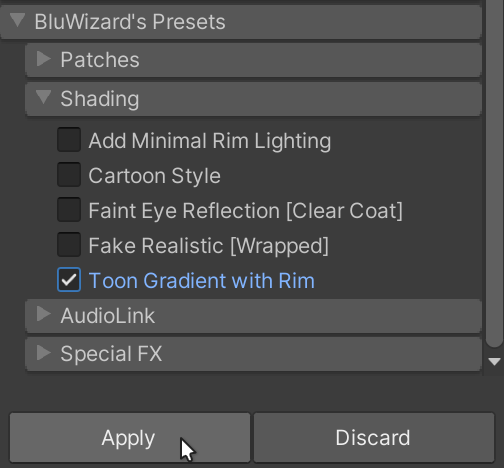 BluWizard's Presets
Patches
Shading
Add Minimal Rim Lighting
Cartoon Style
Faint Eye Reflection [Clear Coat]
Fake Realistic [Wrapped]
Toon Gradient with Rim
AudioLink
Special FX
Apply Discard